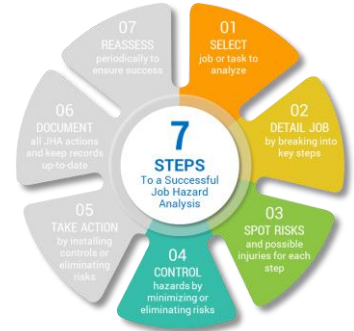 7
STEPS
To a Successful
Job Hazard
Analysis
01
SELECT
job or task to
analyze
02
DETAIL JOB
by breaking into
key steps
03
SPOT RISKS
and possible
injuries for each
step
04
CONTROL
hazards by
minimizing or
eliminating risks
05
TAKE ACTION
by installing
controls or
eliminating
risks
06
DOCUMENT
all JHA actions
and keep records
up-to-date
07
REASSESS
periodically to
ensure success